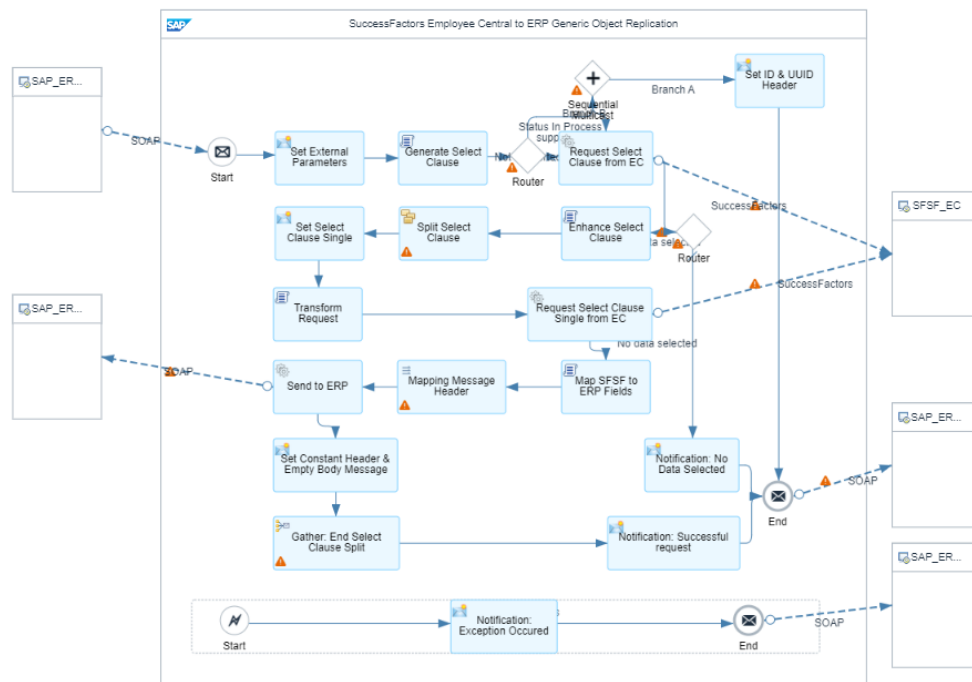 SAP
SuccessFactors Employee Central to ERP Generic Object Replication
SAP_ER...
SOAP
Start
Set External
Parameters
Generate Select
Clause
Router
Status In Process
Sequential
Multicast
Branch A
Set ID & UUID
Header
Request Select
Clause from EC
SuccessFactors
SFSF_EC
Set Select
Clause Single
Split Select
Clause
Enhance Select
Clause
Router
SuccessFactors
Transform
Request
Request Select Clause
Single from EC
No data selected
SAP_ER...
SOAP
Send to ERP
Mapping Message
Header
Map SFSF to
ERP Fields
Set Constant Header &
Empty Body Message
Notification: No
Data Selected
End
SOAP
SAP_ER...
Gather: End Select
Clause Split
Notification: Successful
request
SAP_ER...
Start
Notification:
Exception Occured
End
SOAP